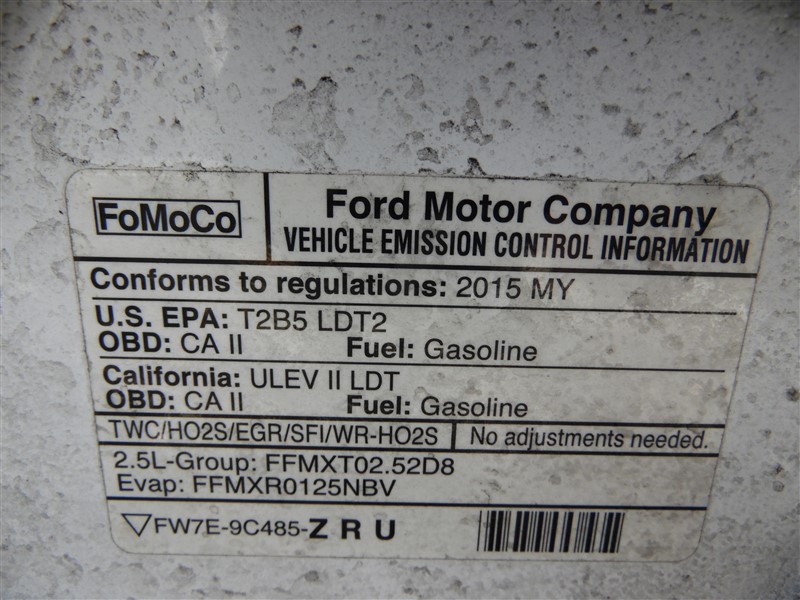 FoMoCo
Ford Motor Company
VEHICLE EMISSION CONTROL INFORMATION
Conforms to regulations: 2015 MY
U.S. EPA: T2B5 LDT2
OBD: CA II Fuel: Gasoline
California: ULEV II LDT
OBD: CA II Fuel: Gasoline
TWC/HO2S/EGR/SFI/WR-HO2S No adjustments needed.
2.5L-Group: FFMXT02.52D8
Evap: FFMXR0125NBV
FW7E-9C485-Z R U